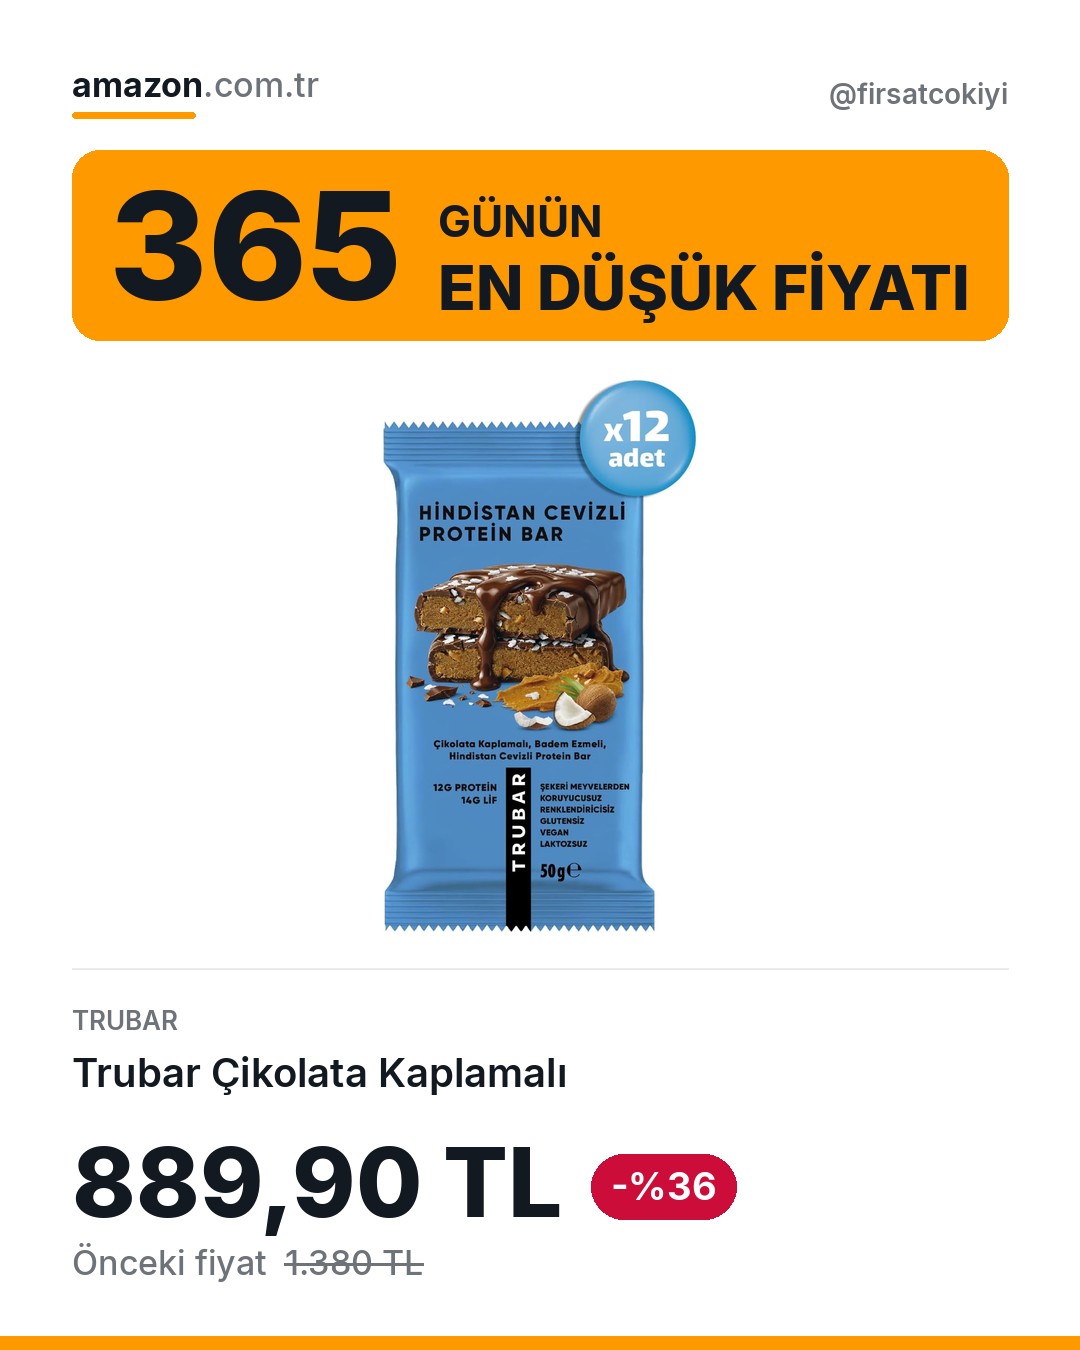 amazon.com.tr
@firsatcokiyi
365 GÜNÜN
EN DÜŞÜK FİYATI
x12
adet
HİNDİSTAN CEVİZLİ
PROTEİN BAR
Çikolata Kaplamalı, Badem Ezmeli,
Hindistan Cevizli Protein Bar
12G PROTEİN
14G LİF
TRUBAR
ŞEKERİ MEYVELERDEN
KORUYUCUSUZ
RENKLENDİRİCİSİZ
GLUTENSİZ
VEGAN
LAKTOZSUZ
50g℮
TRUBAR
Trubar Çikolata Kaplamalı
889,90 TL -%36
Önceki fiyat 1.380 TL